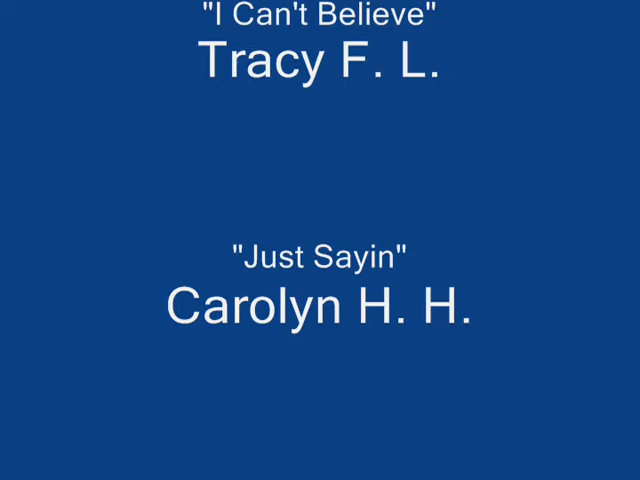 "I Can't Believe"
Tracy F. L.
"Just Sayin"
Carolyn H. H.